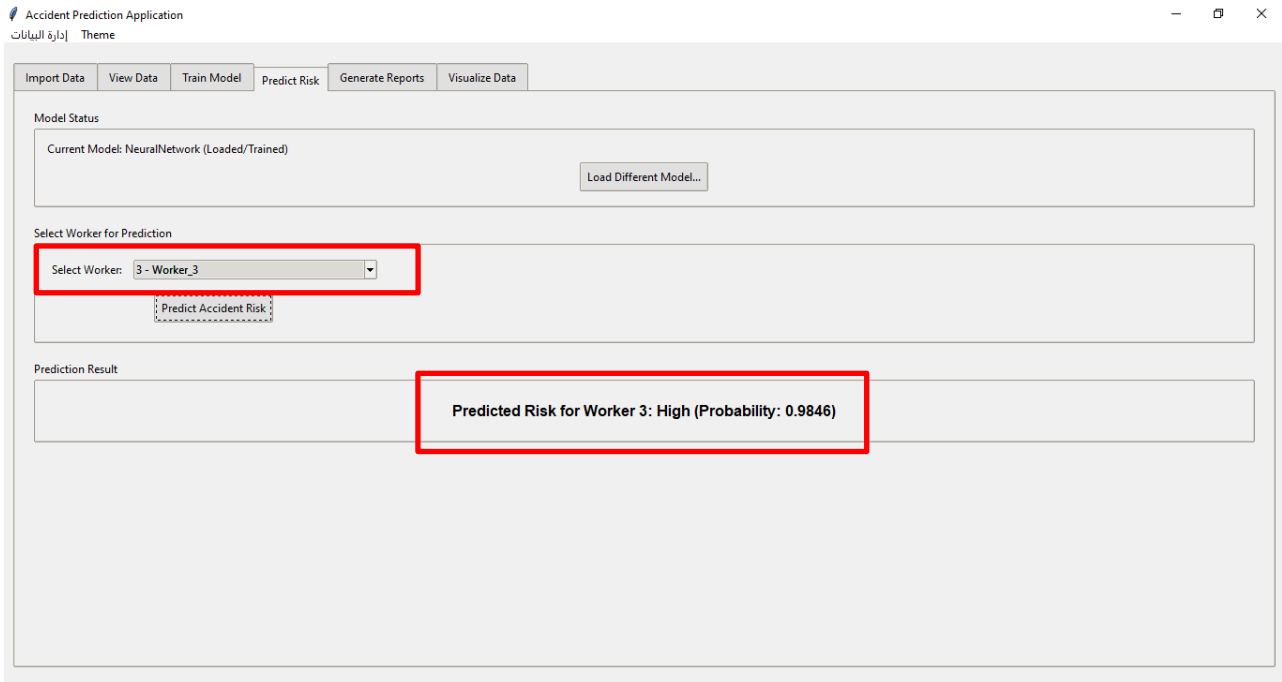 Accident Prediction Application
إدارة البيانات Theme
Import Data View Data Train Model Predict Risk Generate Reports Visualize Data
Model Status
Current Model: NeuralNetwork (Loaded/Trained)
Load Different Model...
Select Worker for Prediction
Select Worker: 3 - Worker_3
Predict Accident Risk
Prediction Result
Predicted Risk for Worker 3: High (Probability: 0.9846)